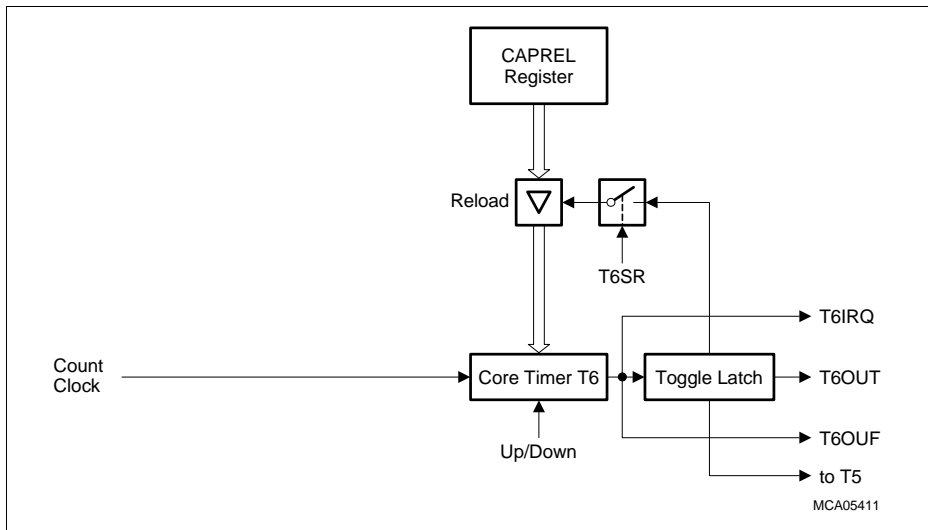 CAPREL
Register
Reload
T6SR
T6IRQ
Count
Clock
Core Timer T6
Toggle Latch
T6OUT
Up/Down
T6OUF
to T5
MCA05411